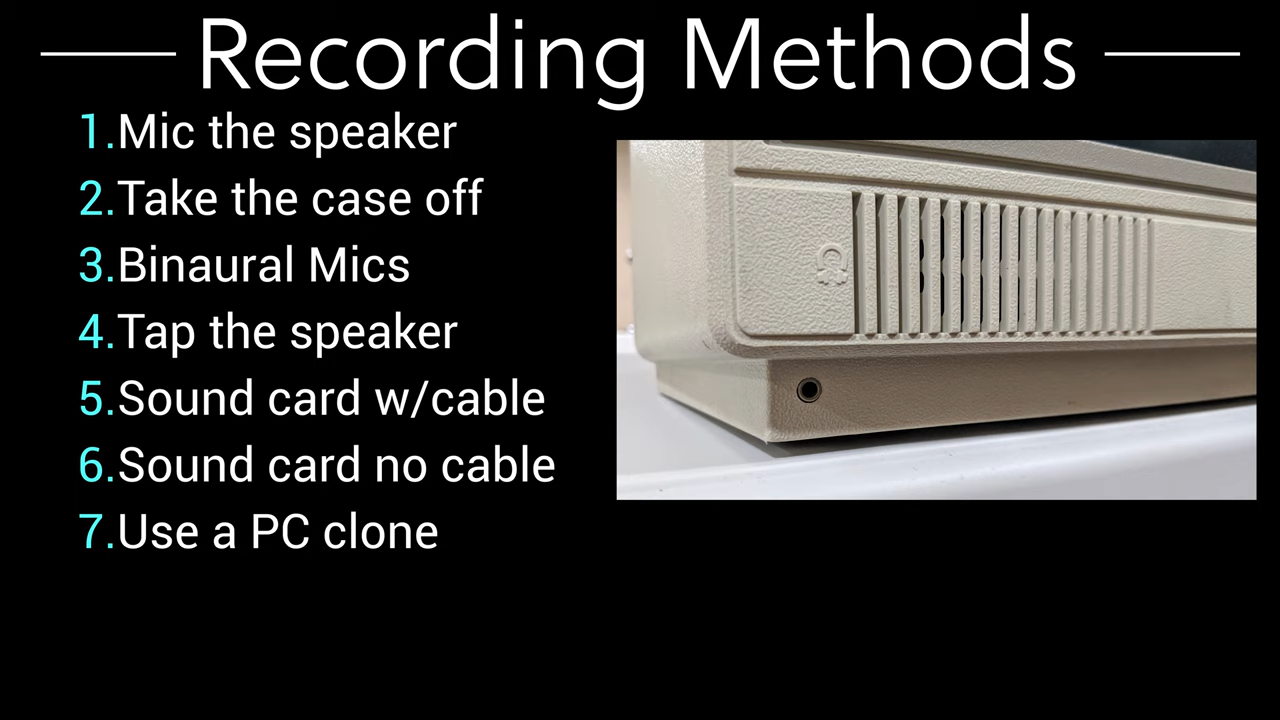 Recording Methods
1.Mic the speaker
2.Take the case off
3.Binaural Mics
4.Tap the speaker
5.Sound card w/cable
6.Sound card no cable
7.Use a PC clone